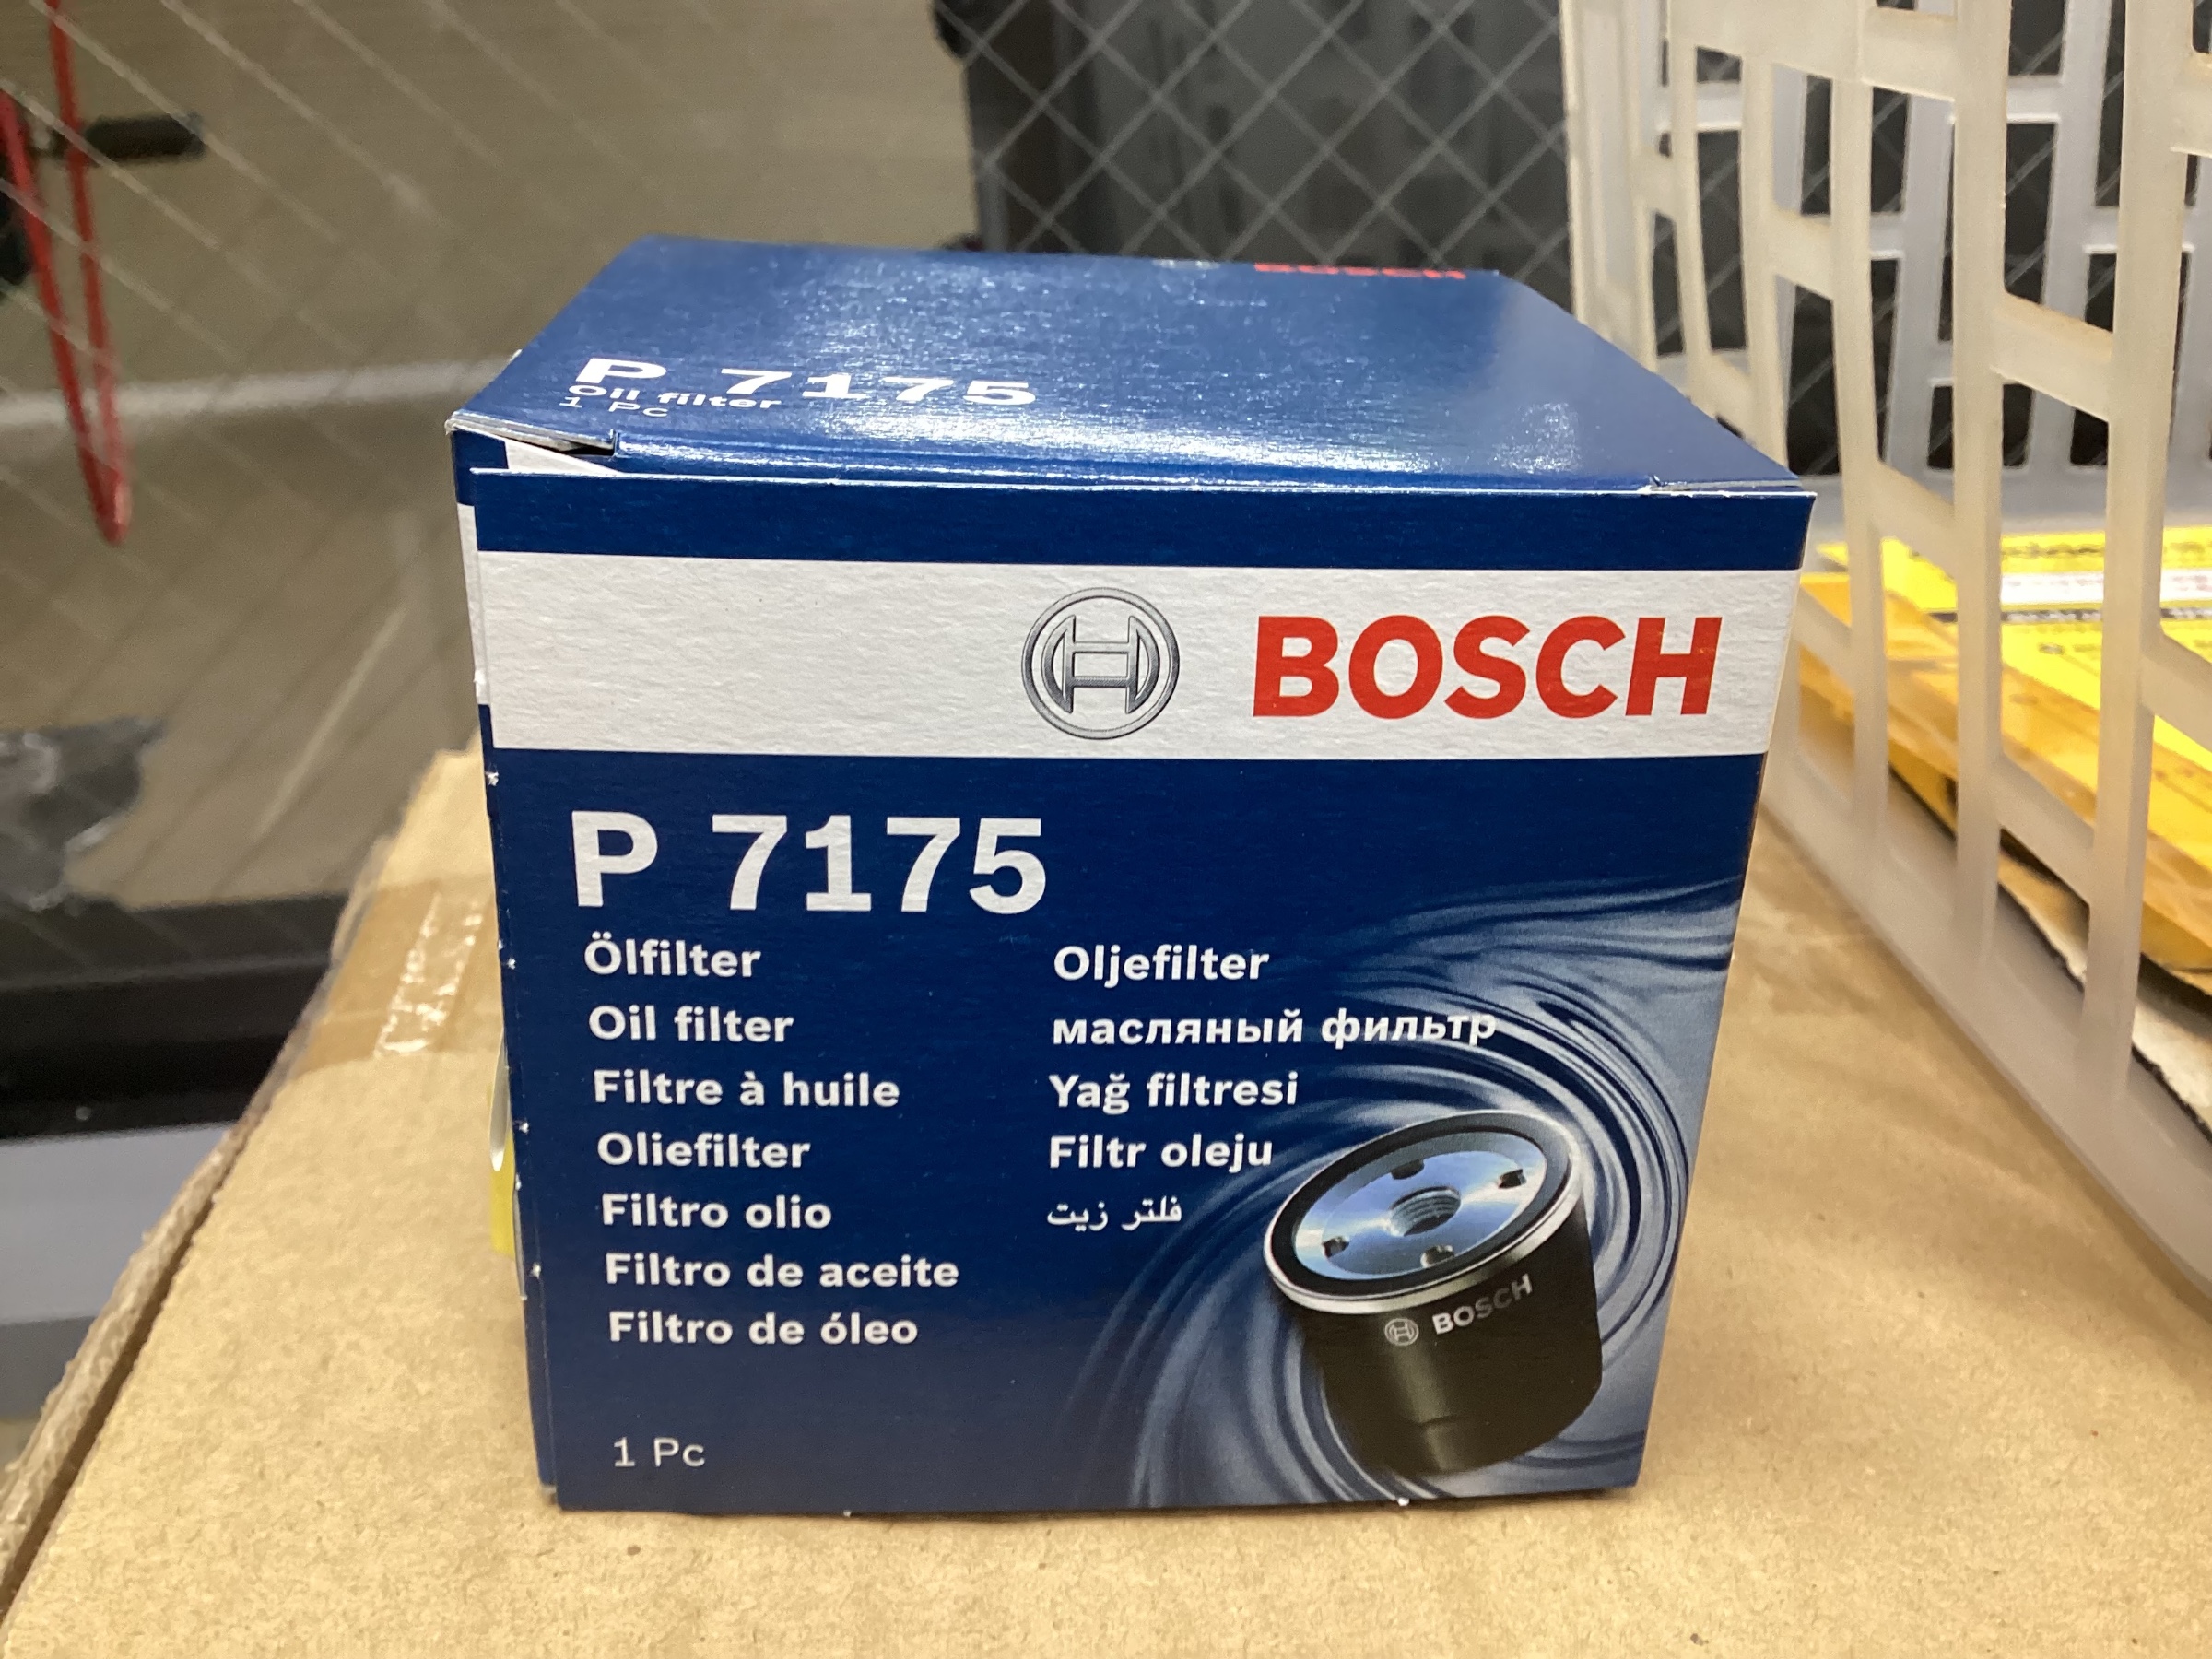 BOSCH
P 7175
Oil filter
1 Pc
BOSCH
P 7175
Ölfilter
Oil filter
Filtre à huile
Oliefilter
Filtro olio
Filtro de aceite
Filtro de óleo
Oljefilter
масляный фильтр
Yağ filtresi
Filtr oleju
فلتر زيت
BOSCH
1 Pc